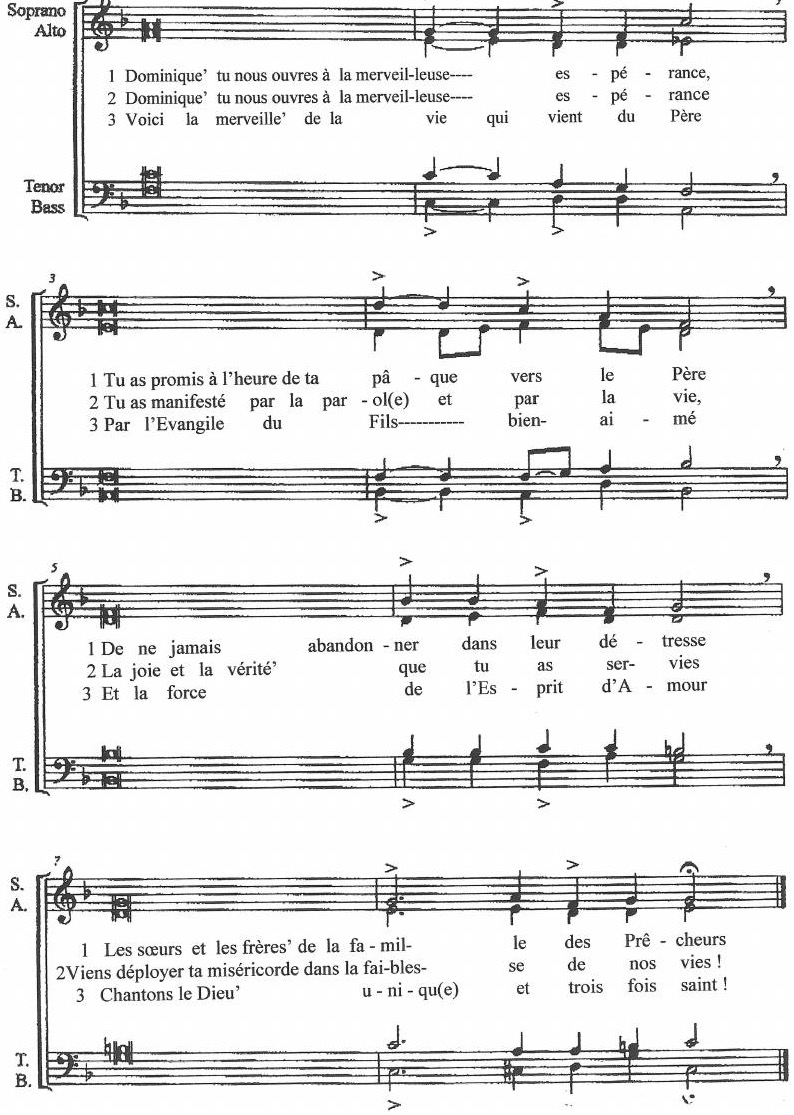 Soprano
Alto
1 Dominique’ tu nous ouvres à la merveil-leuse---- es - pé - rance,
2 Dominique’ tu nous ouvres à la merveil-leuse---- es - pé - rance
3 Voici la merveille’ de la vie qui vient du Père
Tenor
Bass
3
S.
A.
1 Tu as promis à l’heure de ta pâ - que vers le Père
2 Tu as manifesté par la par - ol(e) et par la vie,
3 Par l’Evangile du Fils----------- bien- ai - mé
T.
B.
5
S.
A.
1 De ne jamais abandon - ner dans leur dé - tresse
2 La joie et la vérité’ que tu as ser- vies
3 Et la force de l’Es - prit d’A - mour
T.
B.
7
S.
A.
1 Les sœurs et les frères’ de la fa - mil- le des Prê - cheurs
2Viens déployer ta miséricorde dans la fai-bles- se de nos vies !
3 Chantons le Dieu’ u - ni - qu(e) et trois fois saint !
T.
B.